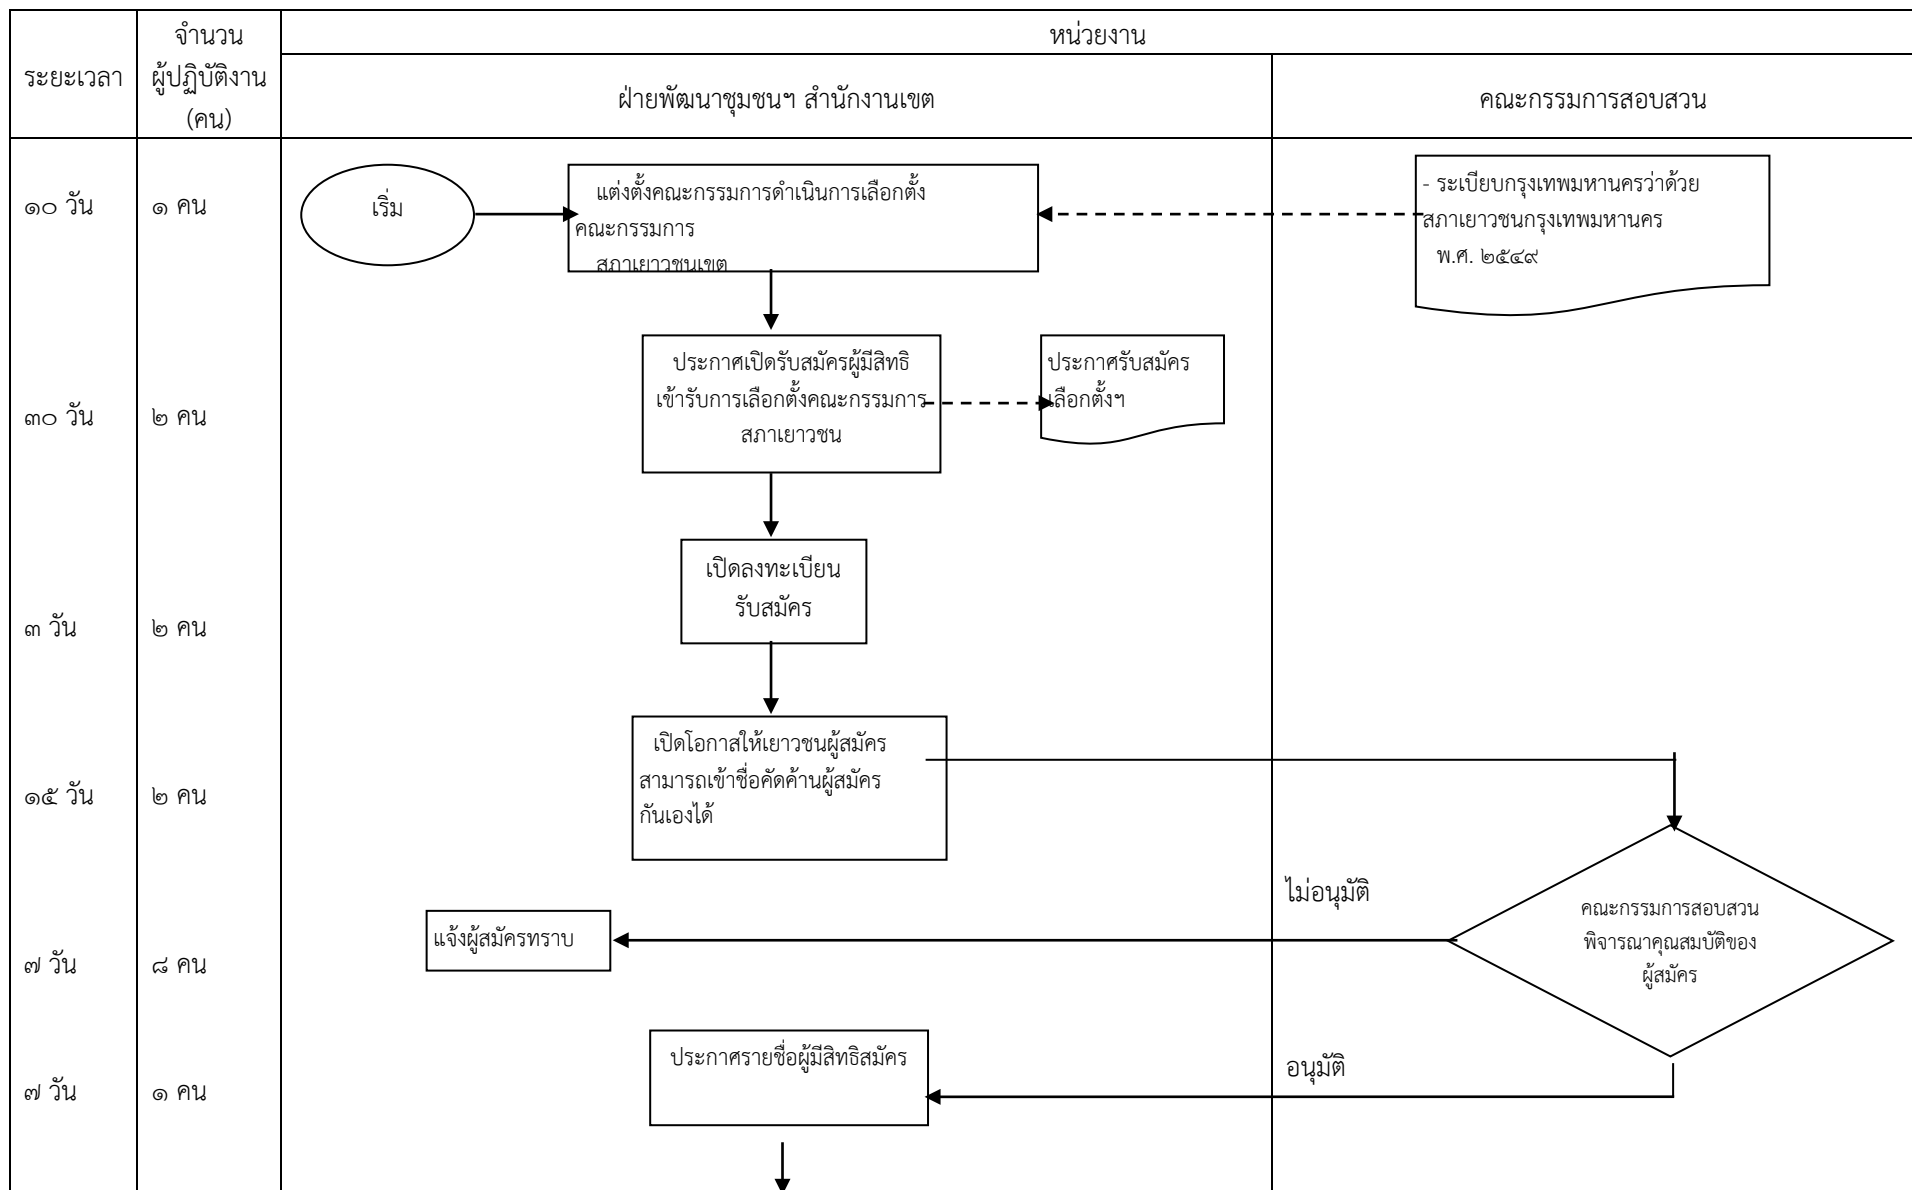 ระยะเวลา
จำนวน
ผู้ปฏิบัติงาน
(คน)
หน่วยงาน
ฝ่ายพัฒนาชุมชนฯ สำนักงานเขต
คณะกรรมการสอบสวน
๑๐ วัน
๑ คน
เริ่ม
แต่งตั้งคณะกรรมการดำเนินการเลือกตั้ง
คณะกรรมการ
สภาเยาวชนเขต
- ระเบียบกรุงเทพมหานครว่าด้วย
สภาเยาวชนกรุงเทพมหานคร
พ.ศ. ๒๕๔๙
๓๐ วัน
๒ คน
ประกาศเปิดรับสมัครผู้มีสิทธิ
เข้ารับการเลือกตั้งคณะกรรมการ
สภาเยาวชน
ประกาศรับสมัคร
เลือกตั้งฯ
๓ วัน
๒ คน
เปิดลงทะเบียน
รับสมัคร
๑๕ วัน
๒ คน
เปิดโอกาสให้เยาวชนผู้สมัคร
สามารถเข้าชื่อคัดค้านผู้สมัคร
กันเองได้
ไม่อนุมัติ
๗ วัน
๘ คน
แจ้งผู้สมัครทราบ
คณะกรรมการสอบสวน
พิจารณาคุณสมบัติของ
ผู้สมัคร
๗ วัน
๑ คน
ประกาศรายชื่อผู้มีสิทธิสมัคร
อนุมัติ